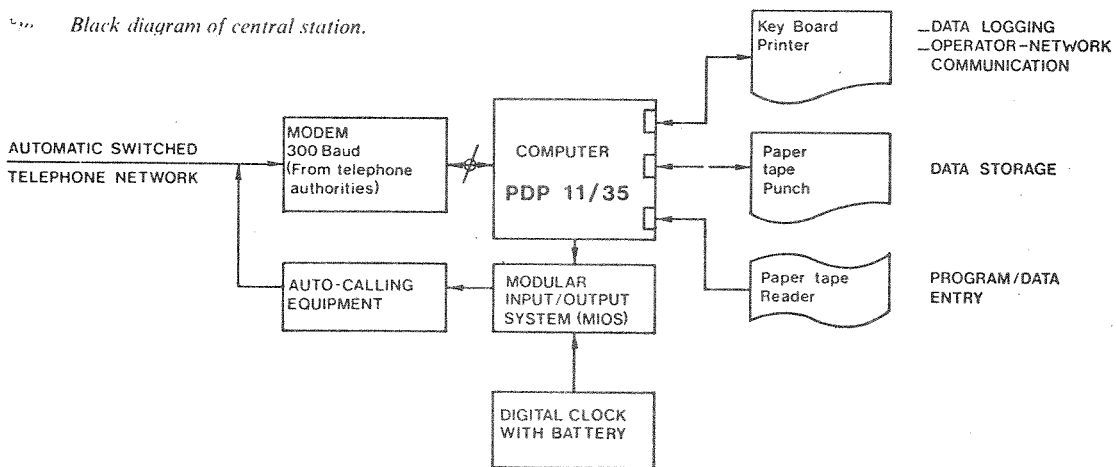 Black diagram of central station.
AUTOMATIC SWITCHED
TELEPHONE NETWORK
MODEM
300 Baud
(From telephone
authorities)
COMPUTER
PDP 11/35
Key Board
Printer
_DATA LOGGING
_OPERATOR-NETWORK
COMMUNICATION
Paper
tape
Punch
DATA STORAGE
AUTO-CALLING
EQUIPMENT
MODULAR
INPUT/OUTPUT
SYSTEM (MIOS)
Paper tape
Reader
PROGRAM/DATA
ENTRY
DIGITAL CLOCK
WITH BATTERY